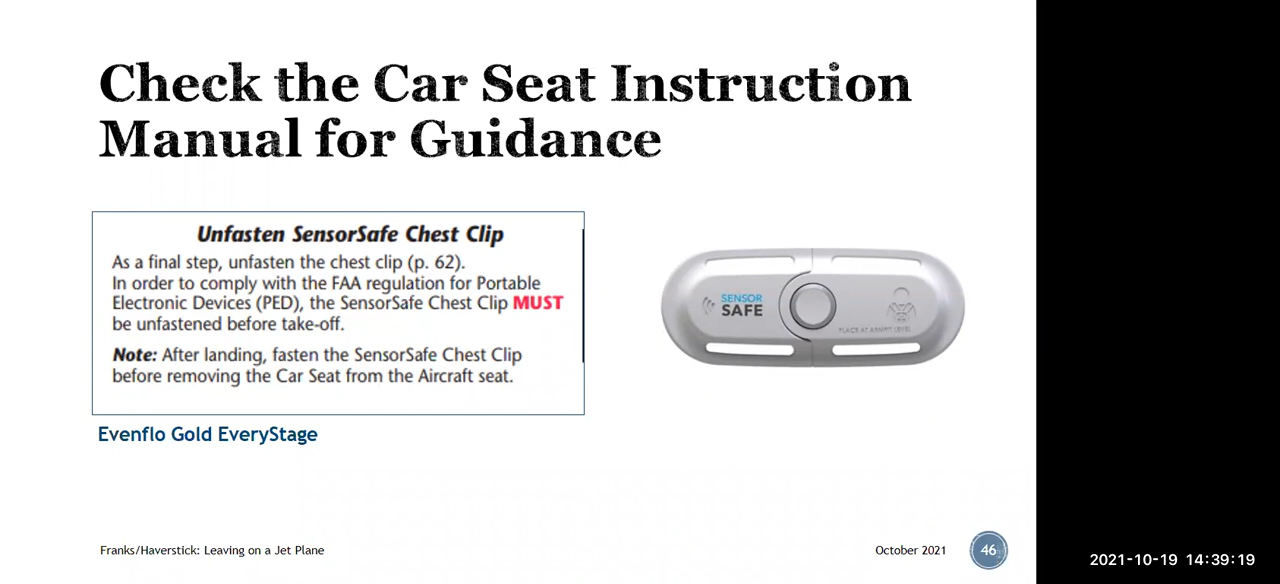 Check the Car Seat Instruction
Manual for Guidance
Unfasten SensorSafe Chest Clip
As a final step, unfasten the chest clip (p. 62).
In order to comply with the FAA regulation for Portable
Electronic Devices (PED), the SensorSafe Chest Clip MUST
be unfastened before take-off.
Note: After landing, fasten the SensorSafe Chest Clip
before removing the Car Seat from the Aircraft seat.
SENSOR
SAFE
PLACE AT ARMPIT LEVEL
Evenflo Gold EveryStage
Franks/Haverstick: Leaving on a Jet Plane
October 2021
46
2021-10-19 14:39:19